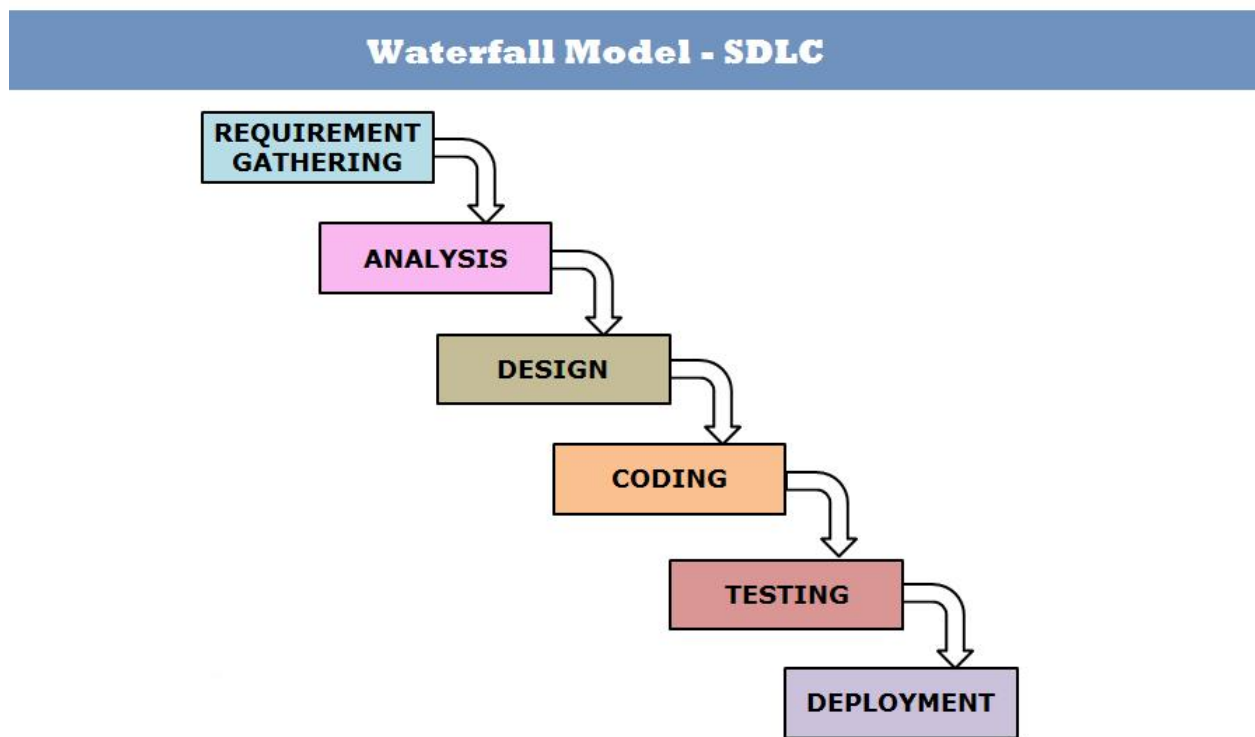 Waterfall Model - SDLC
REQUIREMENT
GATHERING
ANALYSIS
DESIGN
CODING
TESTING
DEPLOYMENT